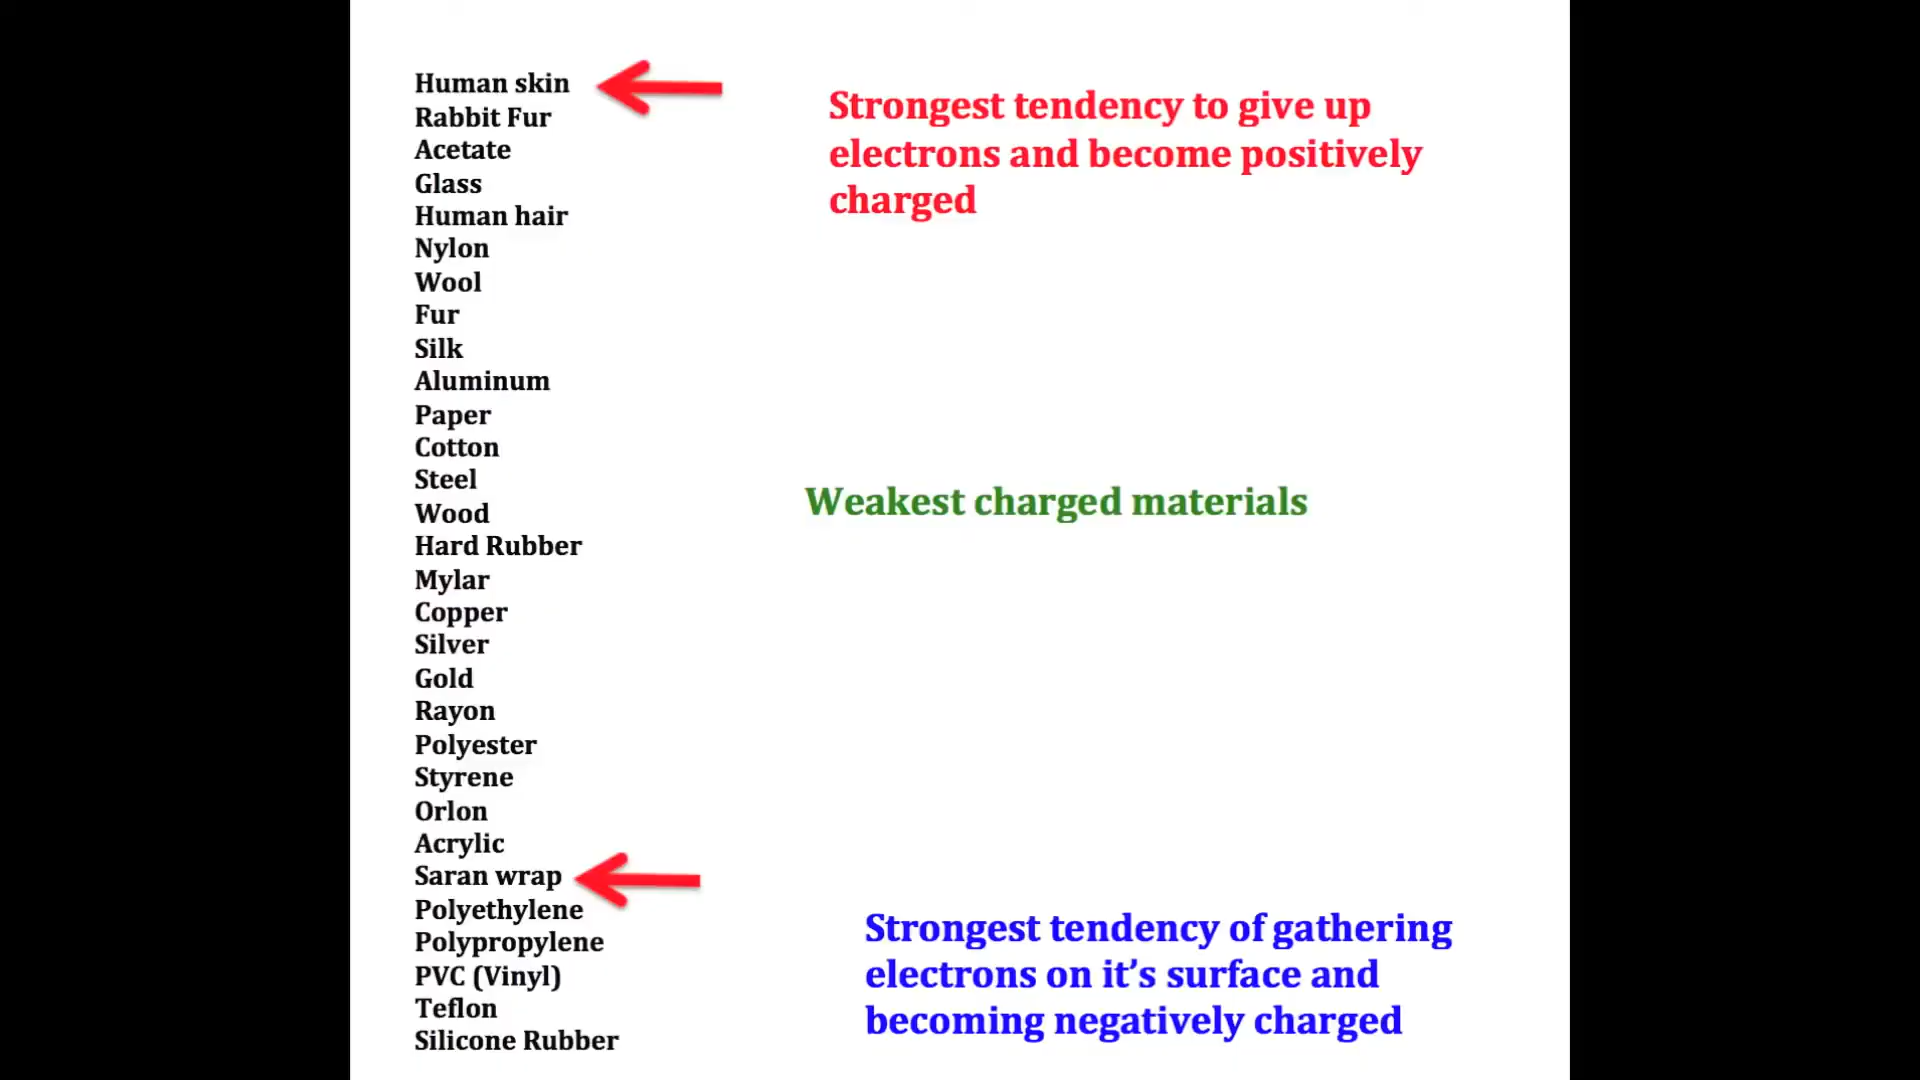 Human skin
Rabbit Fur
Acetate
Glass
Human hair
Nylon
Wool
Fur
Silk
Aluminum
Paper
Cotton
Steel
Wood
Hard Rubber
Mylar
Copper
Silver
Gold
Rayon
Polyester
Styrene
Orlon
Acrylic
Saran wrap
Polyethylene
Polypropylene
PVC (Vinyl)
Teflon
Silicone Rubber
Strongest tendency to give up
electrons and become positively
charged
Weakest charged materials
Strongest tendency of gathering
electrons on it’s surface and
becoming negatively charged